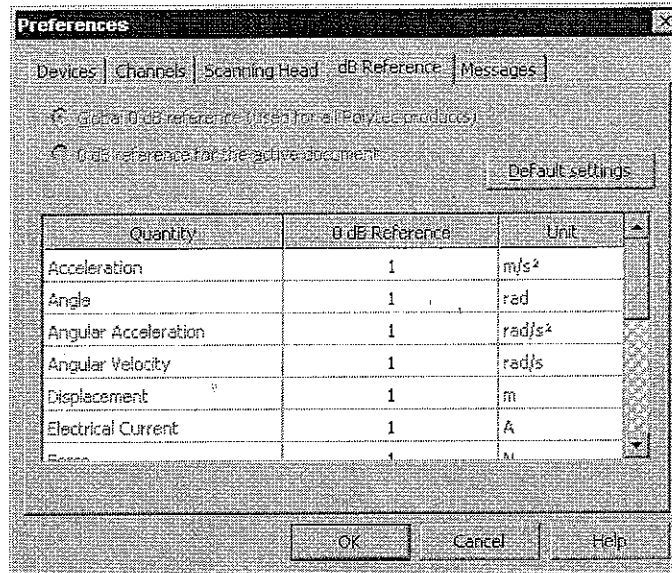 Preferences
Devices Channels Scanning Head dB Reference Messages
Global 0 dB reference (used for all Polytec products)
0 dB reference for the active document
Default settings
Quantity 0 dB Reference Unit
Acceleration 1 m/s²
Angle 1 rad
Angular Acceleration 1 rad/s²
Angular Velocity 1 rad/s
Displacement 1 m
Electrical Current 1 A
Force 1 N
OK Cancel Help